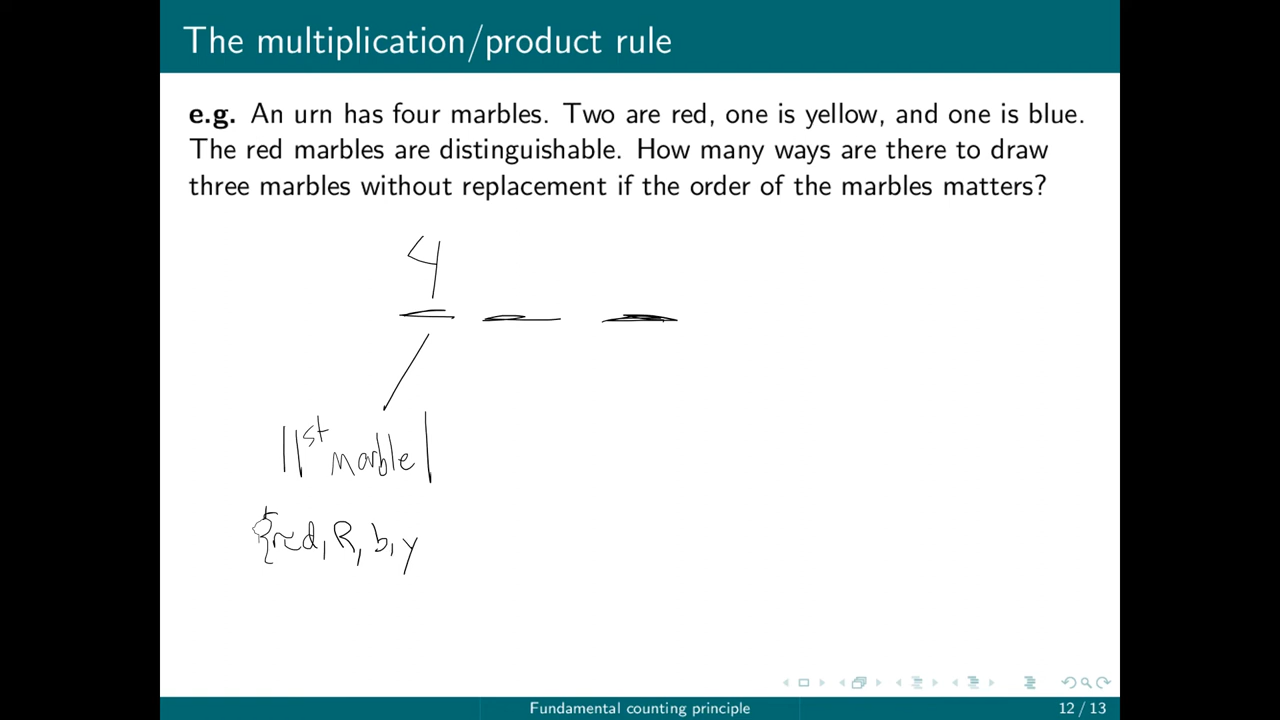 The multiplication/product rule
e.g. An urn has four marbles. Two are red, one is yellow, and one is blue.
The red marbles are distinguishable. How many ways are there to draw
three marbles without replacement if the order of the marbles matters?
4
|1st marble|
{red, R, b, y
Fundamental counting principle
12 / 13